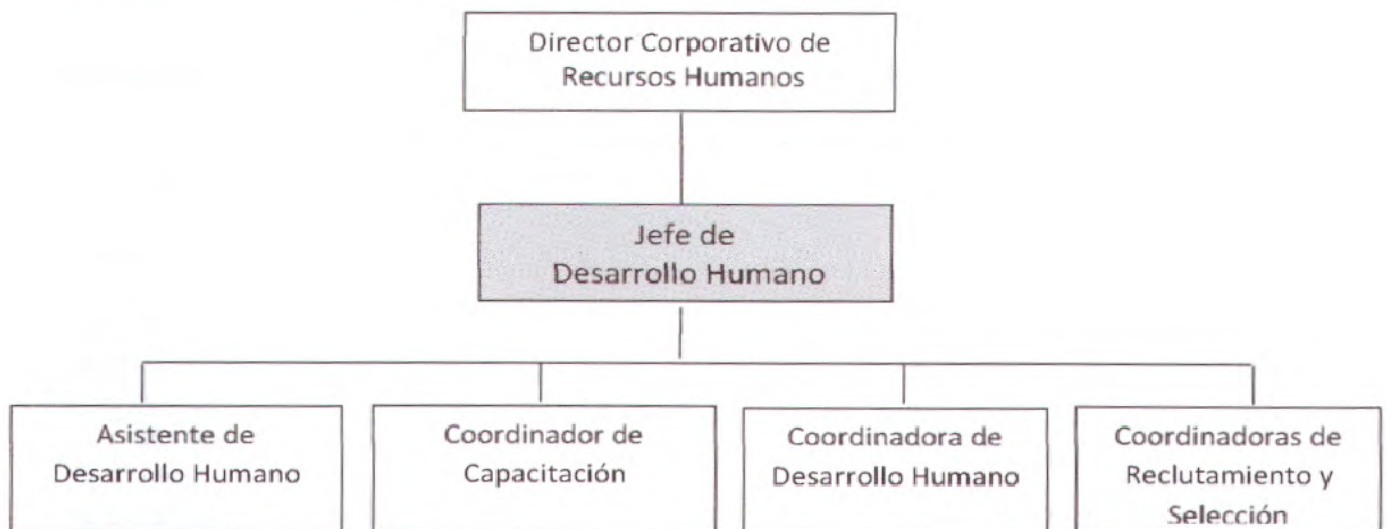 Director Corporativo de
Recursos Humanos
Jefe de
Desarrollo Humano
Asistente de
Desarrollo Humano
Coordinador de
Capacitación
Coordinadora de
Desarrollo Humano
Coordinadoras de
Reclutamiento y
Selección